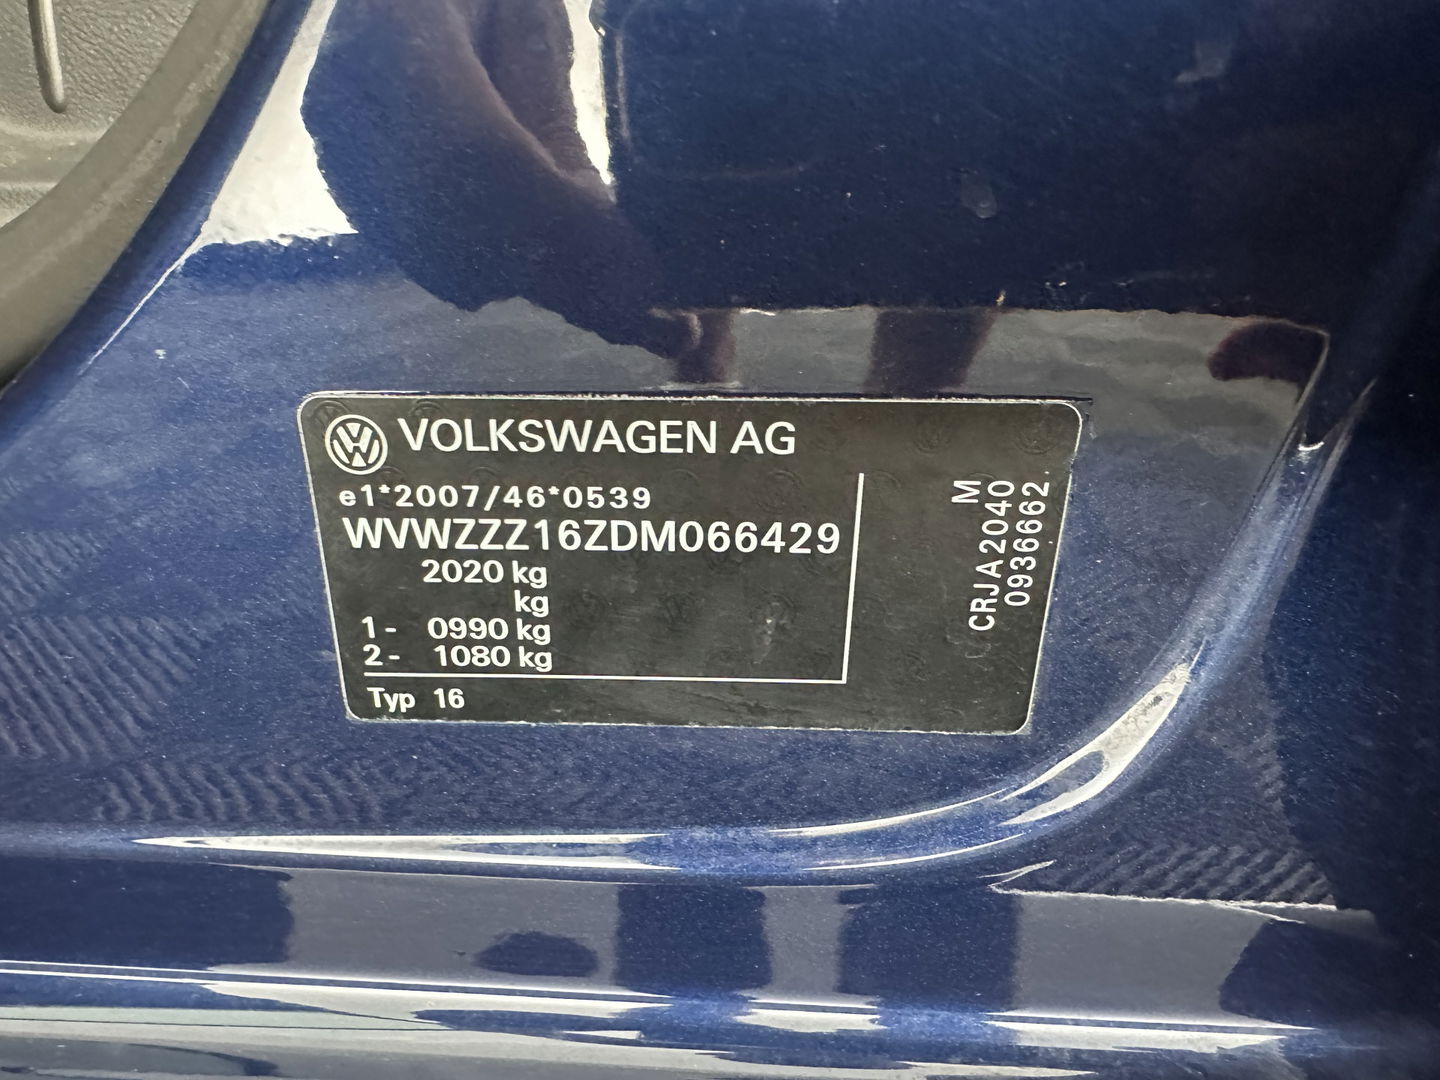 VOLKSWAGEN AG
e1*2007/46*0539
WVWZZZ16ZDM066429
2020 kg
kg
1- 0990 kg
2- 1080 kg
Typ 16
M
CRJA2040
0936662